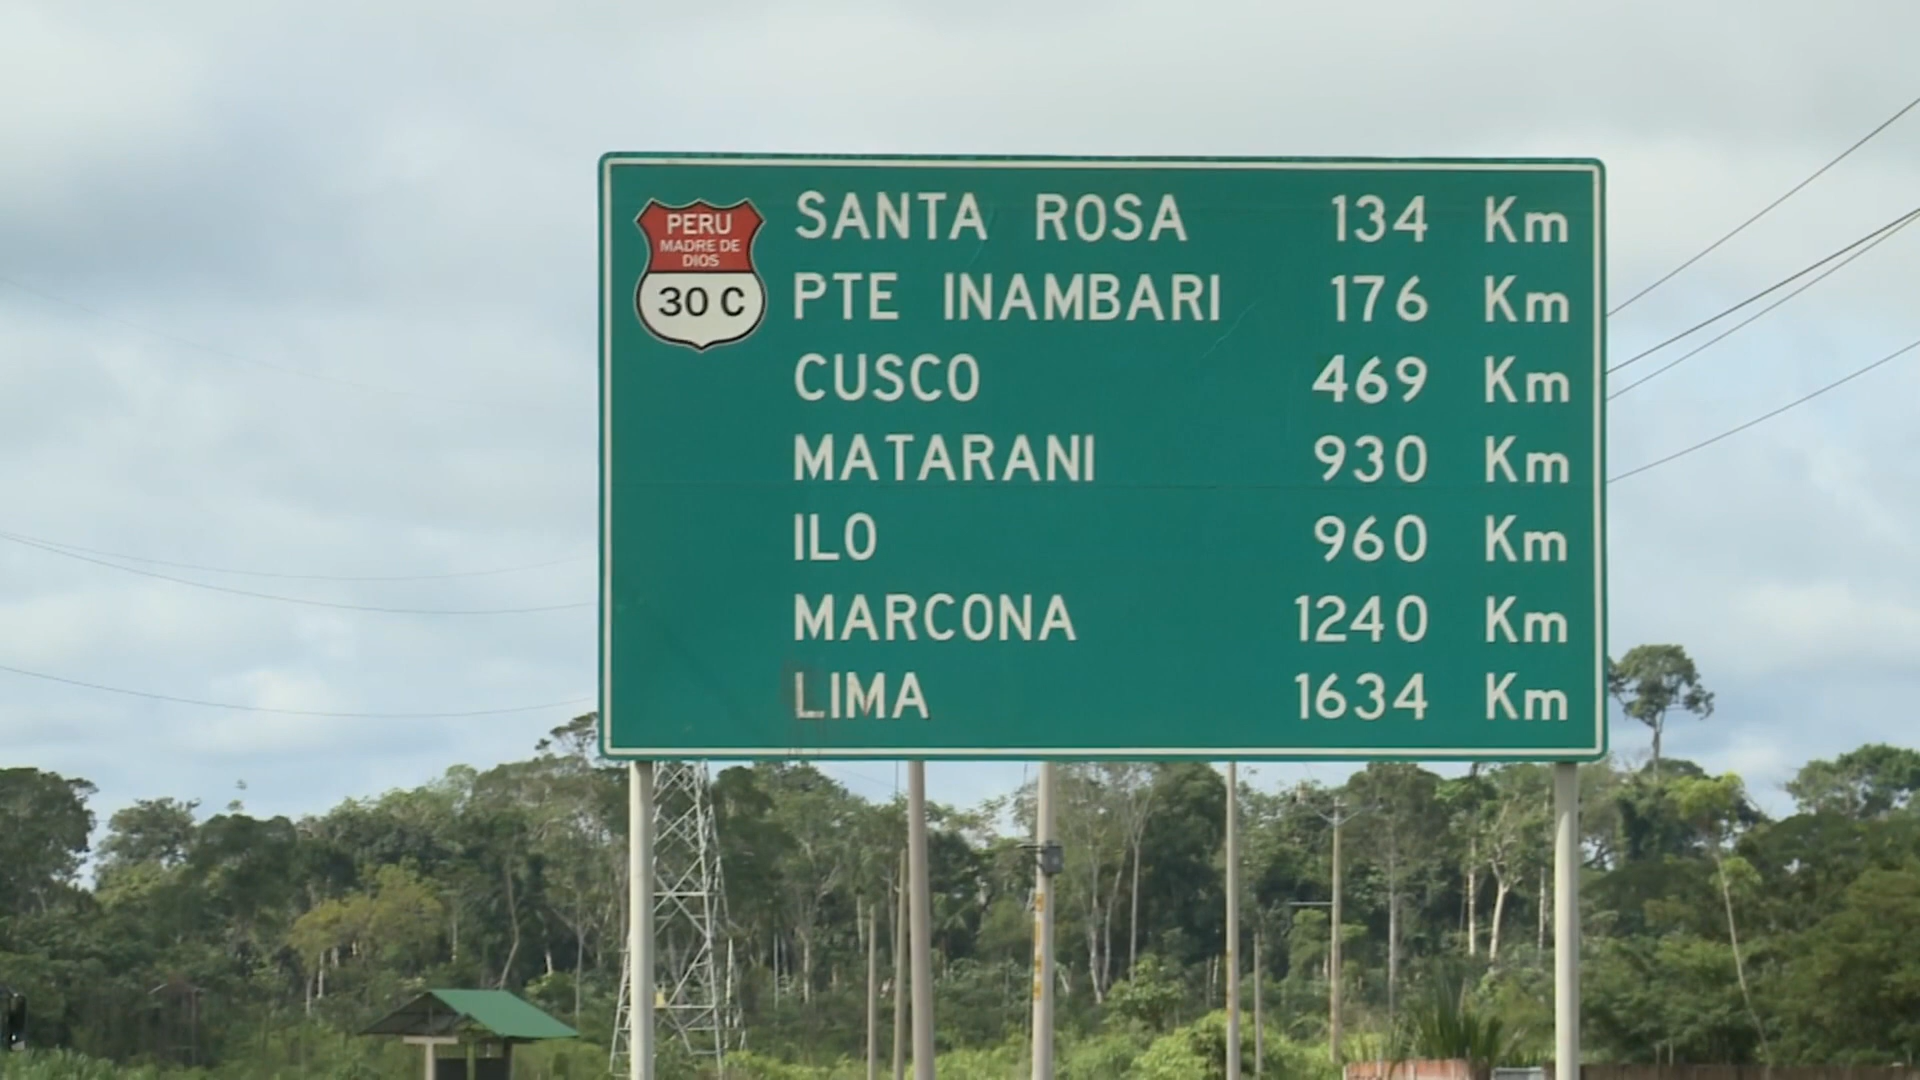 PERU
MADRE DE
DIOS
30 C
SANTA ROSA 134 Km
PTE INAMBARI 176 Km
CUSCO 469 Km
MATARANI 930 Km
ILO 960 Km
MARCONA 1240 Km
LIMA 1634 Km